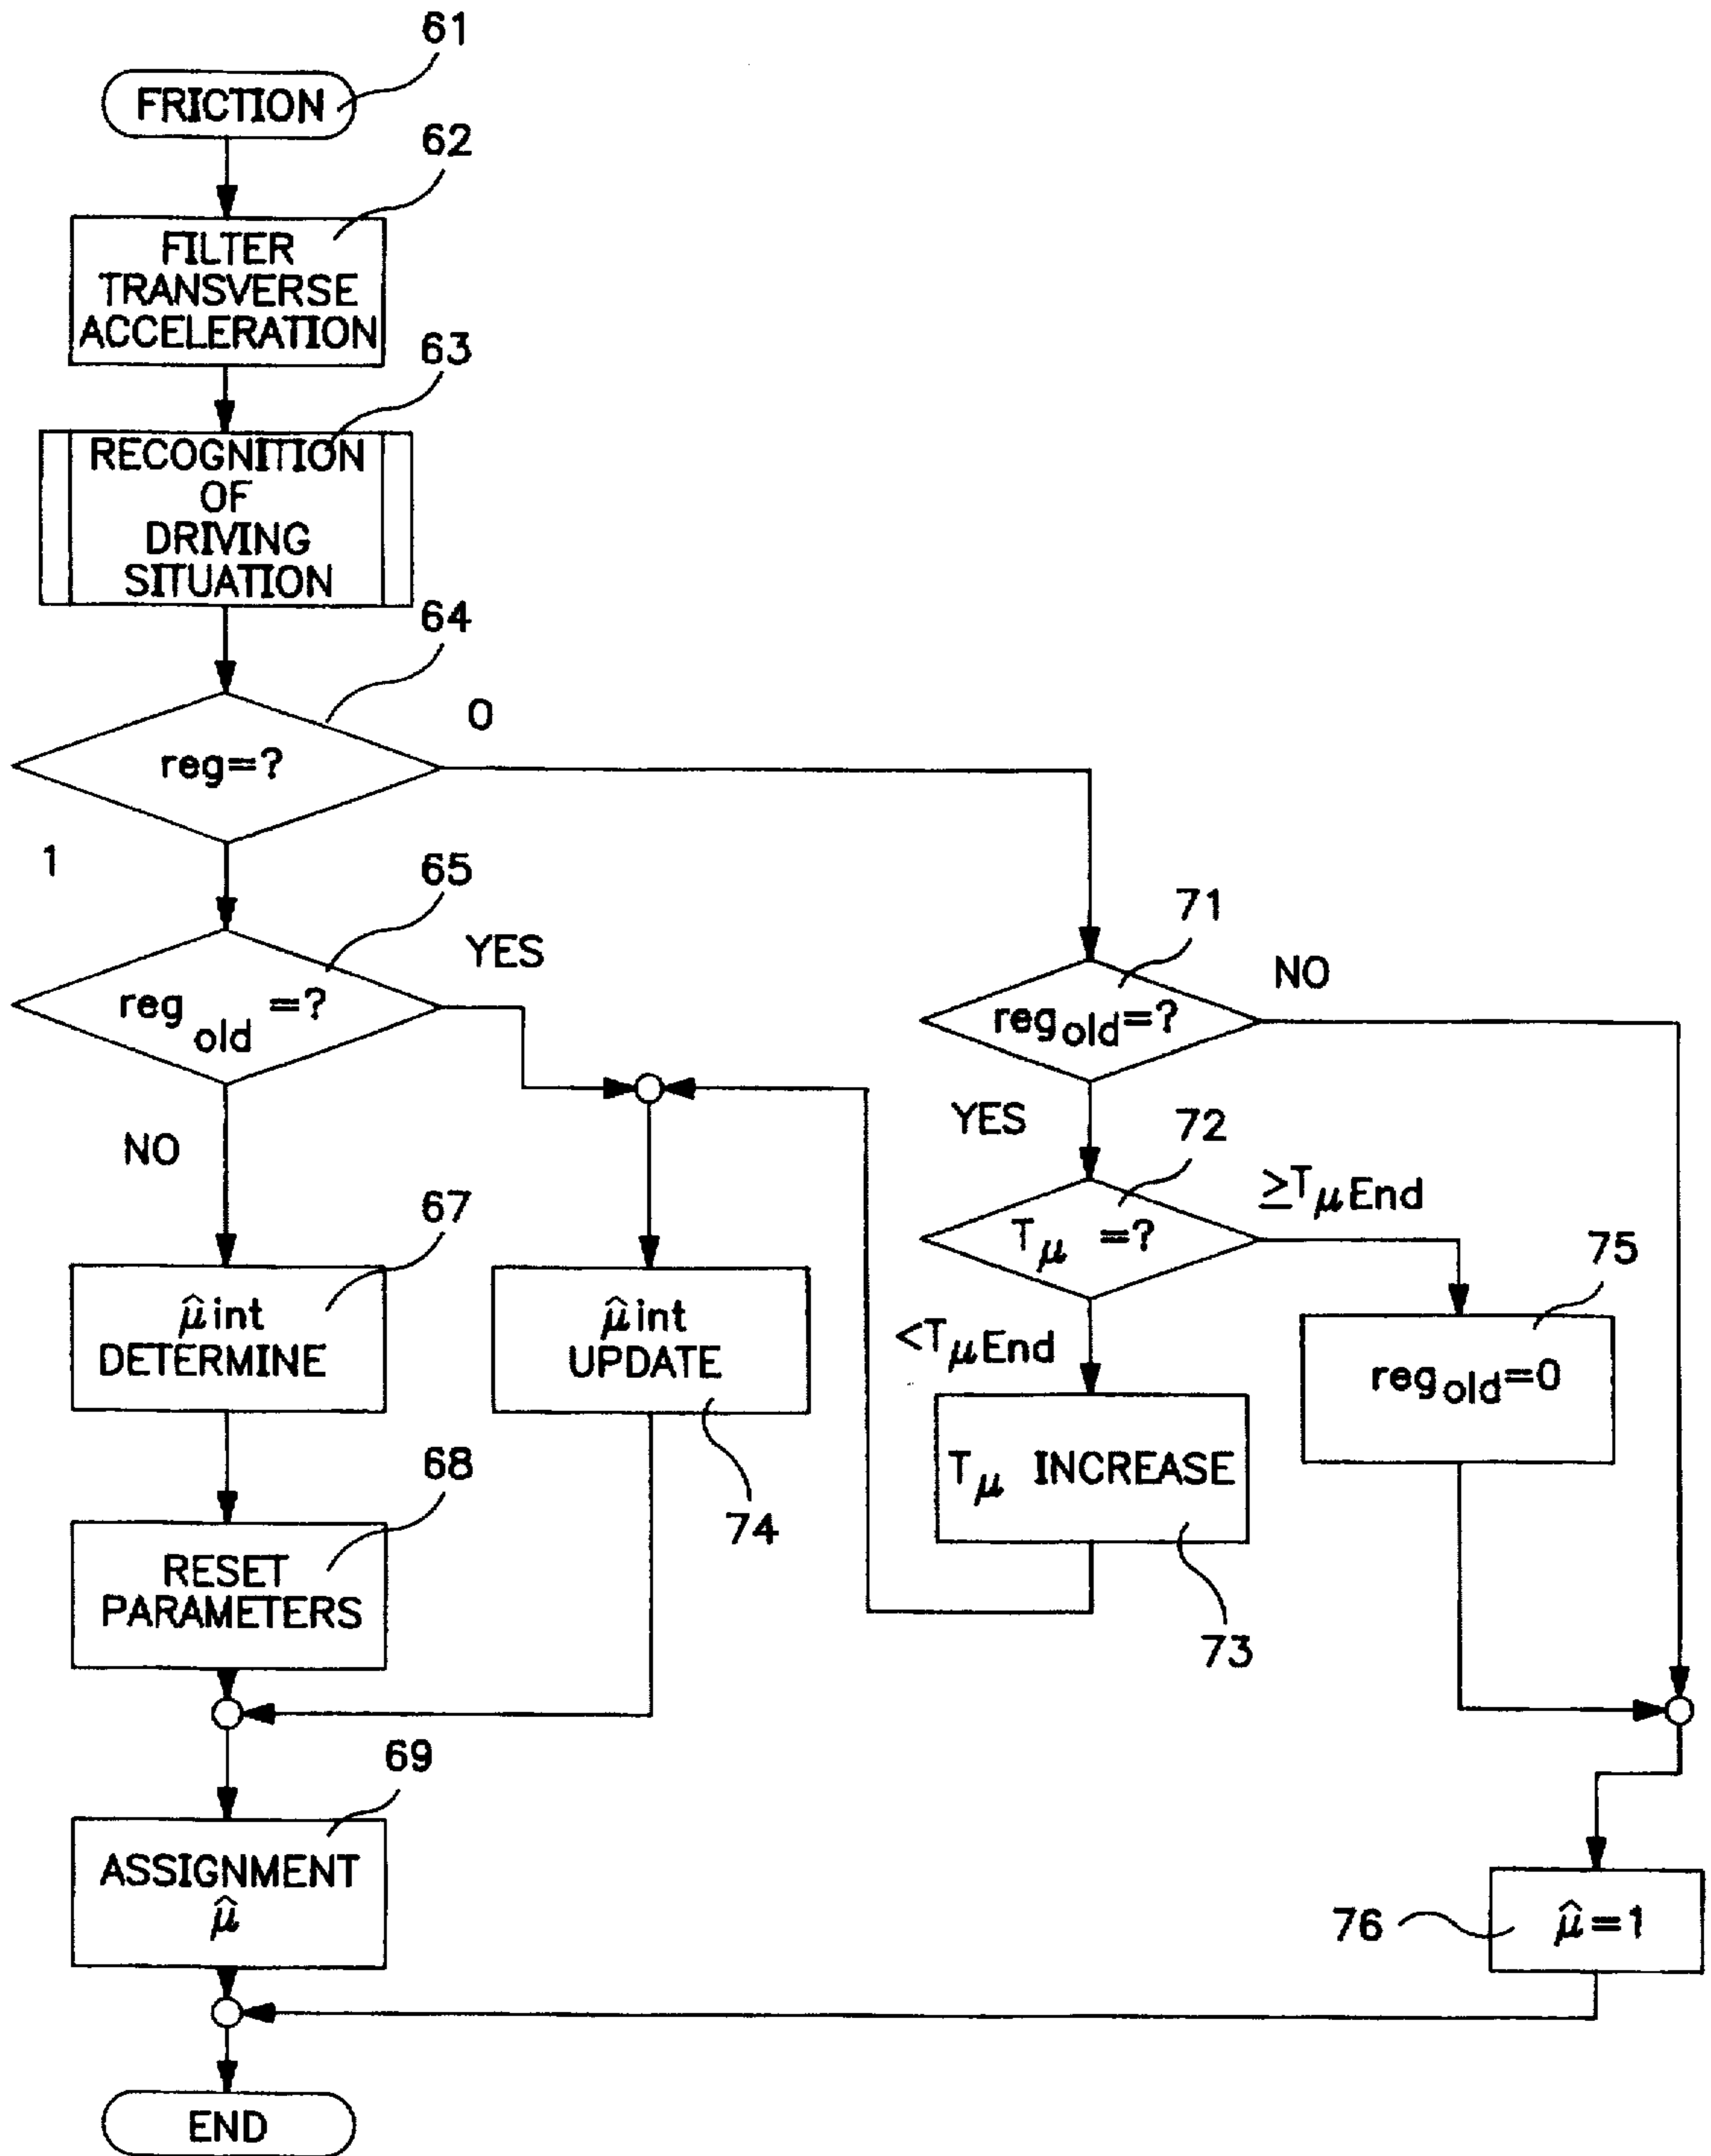 61
FRICTION
62
FILTER
TRANSVERSE
ACCELERATION
63
RECOGNITION
OF
DRIVING
SITUATION
64
reg=?
0
1
65
reg old =?
YES
NO
71
reg old=?
NO
YES
72
Tμ =?
≥TμEnd
<TμEnd
67
μ̂ int
DETERMINE
μ̂ int
UPDATE
74
75
reg old=0
Tμ INCREASE
73
68
RESET
PARAMETERS
69
ASSIGNMENT
μ̂
76
μ̂=1
END